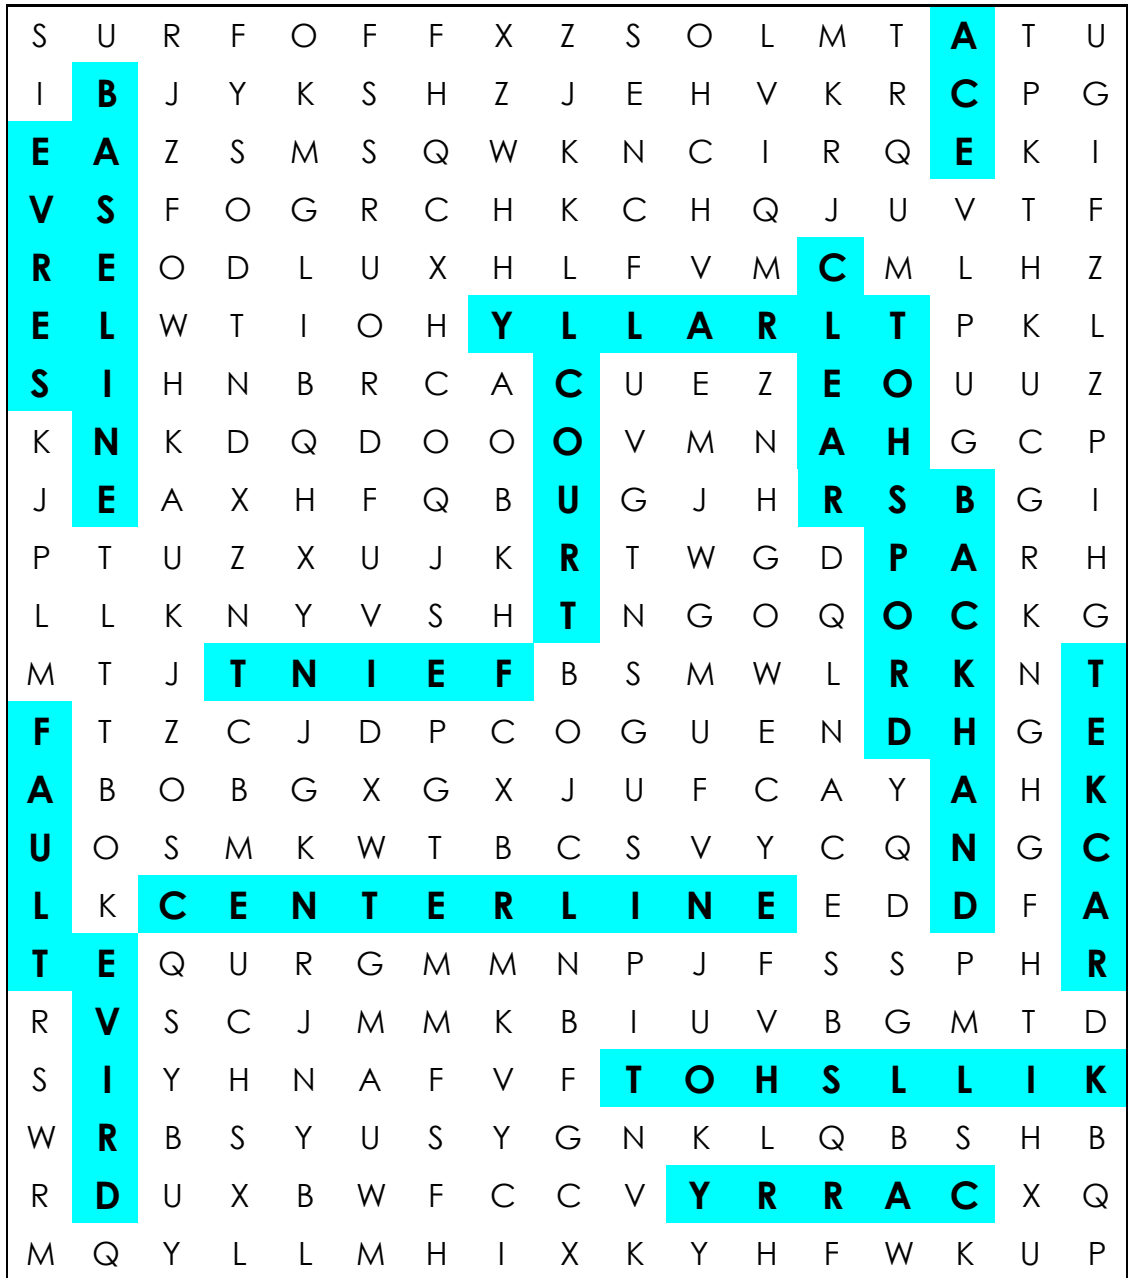 S U R F O F F X Z S O L M T A T U
I B J Y K S H Z J E H V K R C P G
E A Z S M S Q W K N C I R Q E K I
V S F O G R C H K C H Q J U V T F
R E O D L U X H L F V M C M L H Z
E L W T I O H Y L L A R L T P K L
S I H N B R C A C U E Z E O U U Z
K N K D Q D O O O V M N A H G C P
J E A X H F Q B U G J H R S B G I
P T U Z X U J K R T W G D P A R H
L L K N Y V S H T N G O Q O C K G
M T J T N I E F B S M W L R K N T
F T Z C J D P C O G U E N D H G E
A B O B G X G X J U F C A Y A H K
U O S M K W T B C S V Y C Q N G C
L K C E N T E R L I N E E D D F A
T E Q U R G M M N P J F S S P H R
R V S C J M M K B I U V B G M T D
S I Y H N A F V F T O H S L L I K
W R B S Y U S Y G N K L Q B S H B
R D U X B W F C C V Y R R A C X Q
M Q Y L L M H I X K Y H F W K U P